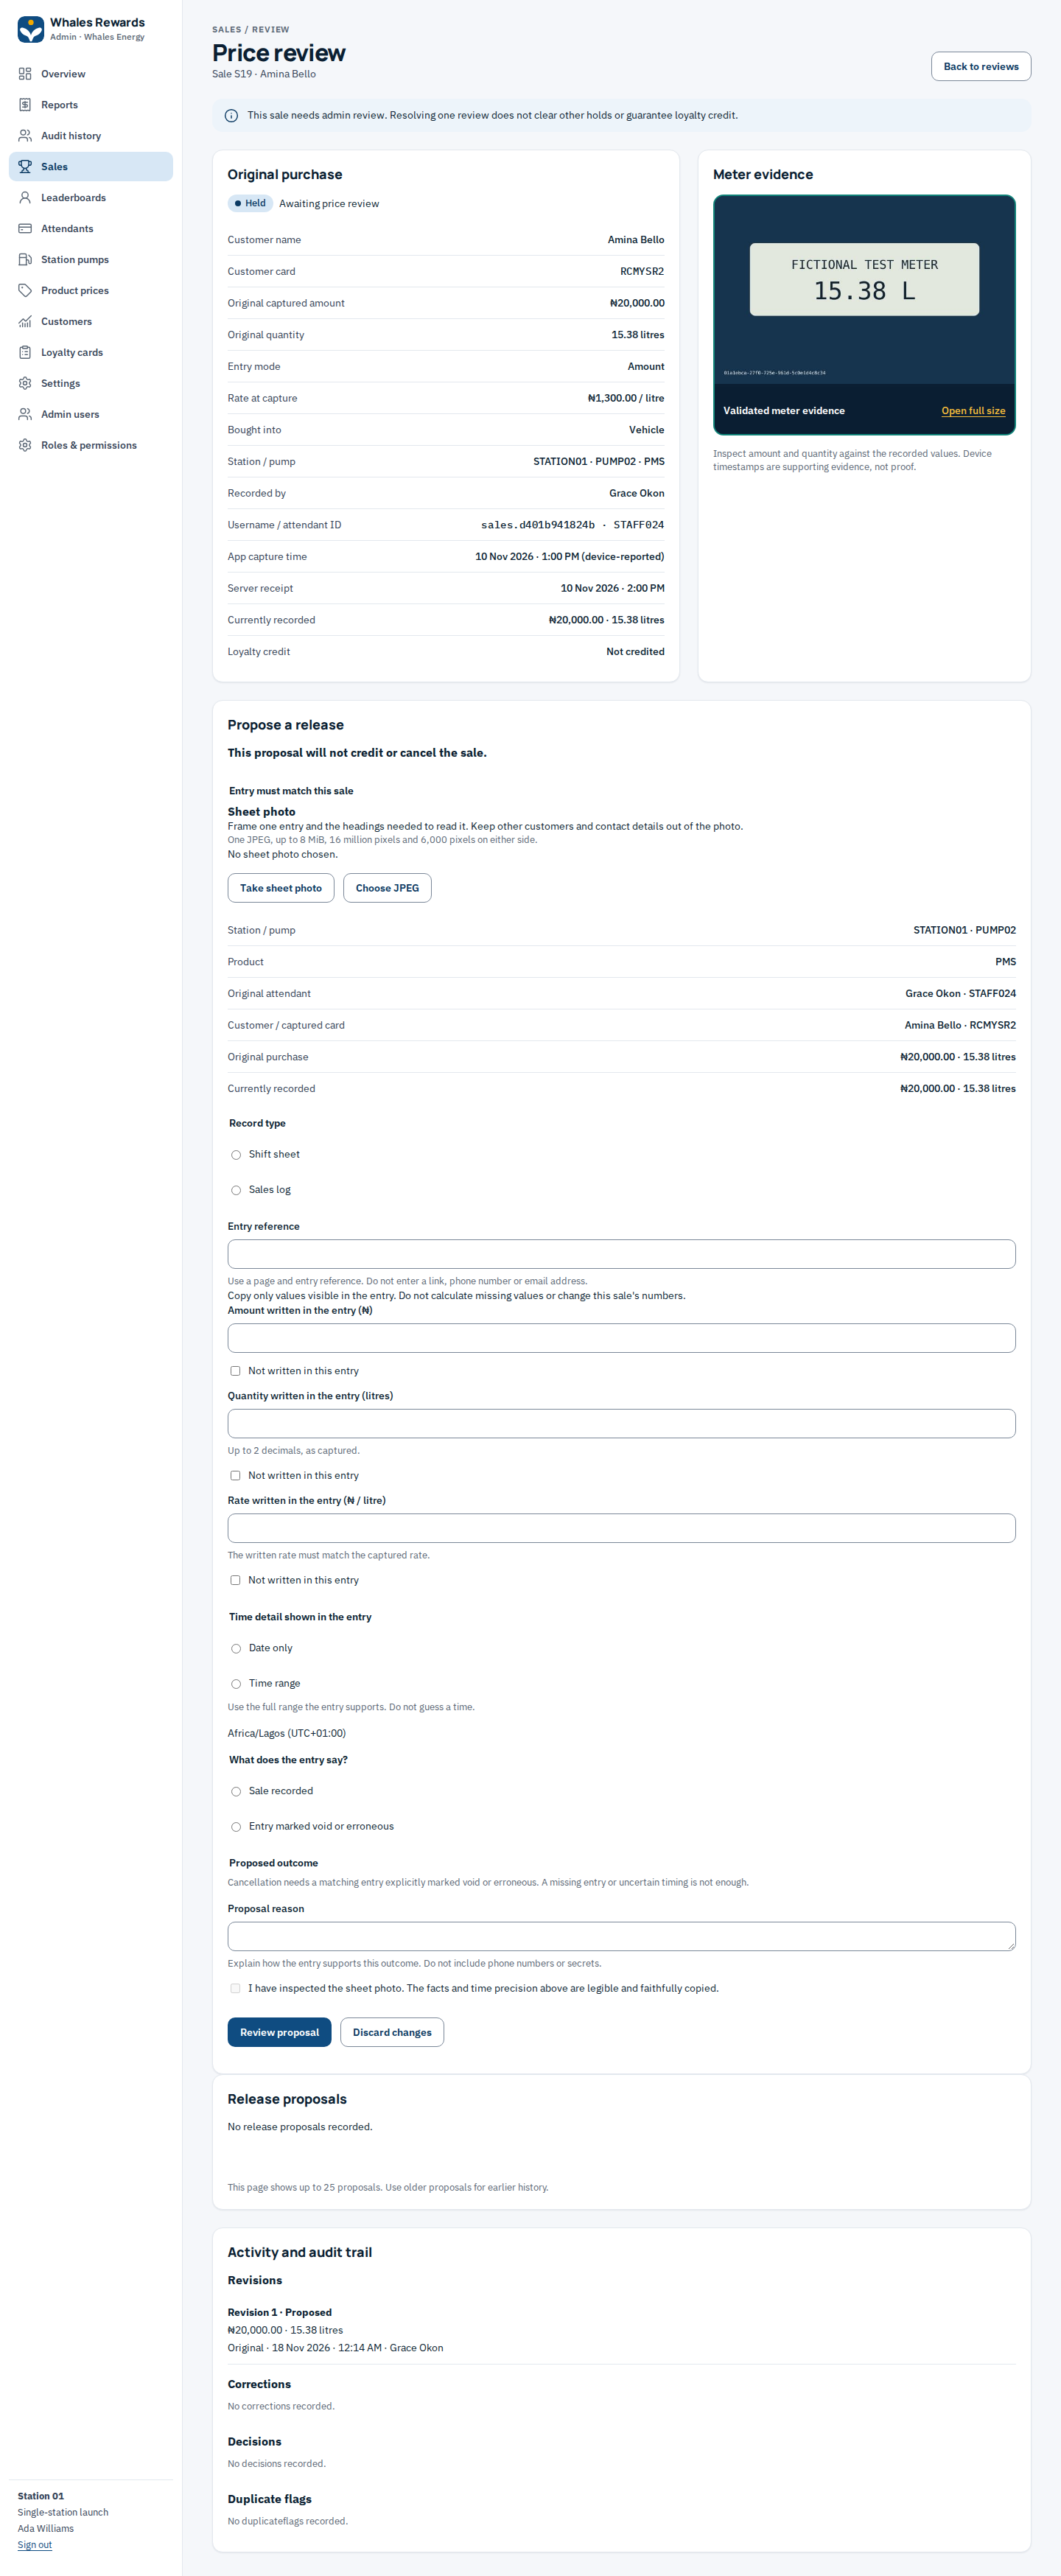 Whales Rewards
Admin · Whales Energy
Overview
Reports
Audit history
Sales
Leaderboards
Attendants
Station pumps
Product prices
Customers
Loyalty cards
Settings
Admin users
Roles & permissions
Station 01
Single-station launch
Ada Williams
Sign out
SALES / REVIEW
Price review
Sale S19 · Amina Bello
Back to reviews
This sale needs admin review. Resolving one review does not clear other holds or guarantee loyalty credit.
Original purchase
Held Awaiting price review
Customer name Amina Bello
Customer card RCMYSR2
Original captured amount ₦20,000.00
Original quantity 15.38 litres
Entry mode Amount
Rate at capture ₦1,300.00 / litre
Bought into Vehicle
Station / pump STATION01 · PUMP02 · PMS
Recorded by Grace Okon
Username / attendant ID sales.d401b941824b · STAFF024
App capture time 10 Nov 2026 · 1:00 PM (device-reported)
Server receipt 10 Nov 2026 · 2:00 PM
Currently recorded ₦20,000.00 · 15.38 litres
Loyalty credit Not credited
Meter evidence
FICTIONAL TEST METER
15.38 L
Validated meter evidence Open full size
Inspect amount and quantity against the recorded values. Device
timestamps are supporting evidence, not proof.
Propose a release
This proposal will not credit or cancel the sale.
Entry must match this sale
Sheet photo
Frame one entry and the headings needed to read it. Keep other customers and contact details out of the photo.
One JPEG, up to 8 MiB, 16 million pixels and 6,000 pixels on either side.
No sheet photo chosen.
Take sheet photo Choose JPEG
Station / pump STATION01 · PUMP02
Product PMS
Original attendant Grace Okon · STAFF024
Customer / captured card Amina Bello · RCMYSR2
Original purchase ₦20,000.00 · 15.38 litres
Currently recorded ₦20,000.00 · 15.38 litres
Record type
Shift sheet
Sales log
Entry reference
Use a page and entry reference. Do not enter a link, phone number or email address.
Copy only values visible in the entry. Do not calculate missing values or change this sale's numbers.
Amount written in the entry (₦)
Not written in this entry
Quantity written in the entry (litres)
Up to 2 decimals, as captured.
Not written in this entry
Rate written in the entry (₦ / litre)
The written rate must match the captured rate.
Not written in this entry
Time detail shown in the entry
Date only
Time range
Use the full range the entry supports. Do not guess a time.
Africa/Lagos (UTC+01:00)
What does the entry say?
Sale recorded
Entry marked void or erroneous
Proposed outcome
Cancellation needs a matching entry explicitly marked void or erroneous. A missing entry or uncertain timing is not enough.
Proposal reason
Explain how the entry supports this outcome. Do not include phone numbers or secrets.
I have inspected the sheet photo. The facts and time precision above are legible and faithfully copied.
Review proposal Discard changes
Release proposals
No release proposals recorded.
This page shows up to 25 proposals. Use older proposals for earlier history.
Activity and audit trail
Revisions
Revision 1 · Proposed
₦20,000.00 · 15.38 litres
Original · 18 Nov 2026 · 12:14 AM · Grace Okon
Corrections
No corrections recorded.
Decisions
No decisions recorded.
Duplicate flags
No duplicateflags recorded.